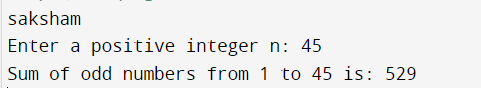 saksham
Enter a positive integer n: 45
Sum of odd numbers from 1 to 45 is: 529